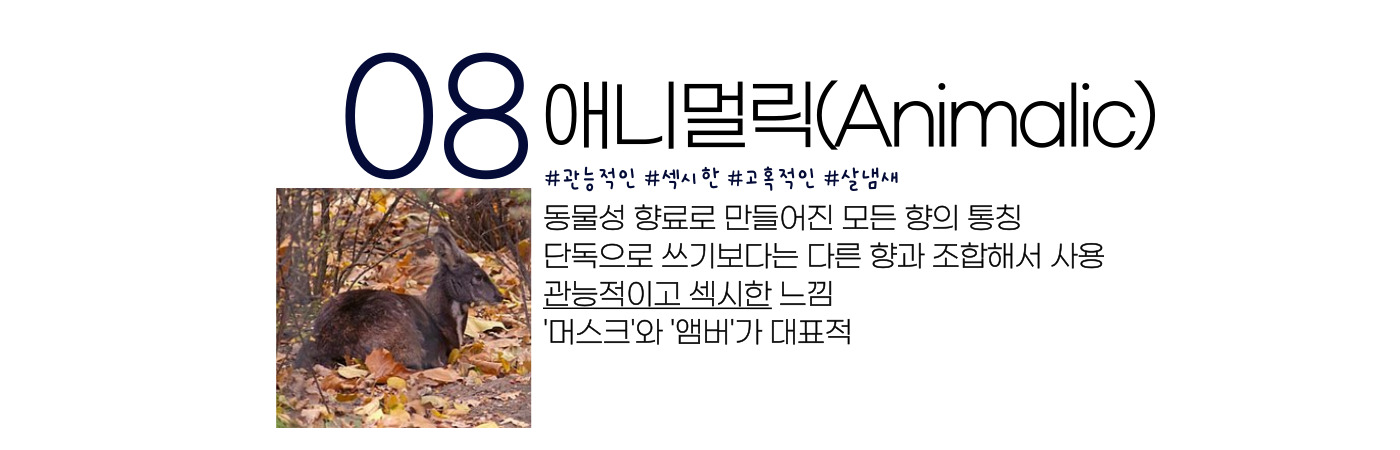 08 애니멀릭(Animalic)
#관능적인 #섹시한 #고혹적인 #살냄새
동물성 향료로 만들어진 모든 향의 통칭
단독으로 쓰기보다는 다른 향과 조합해서 사용
관능적이고 섹시한 느낌
'머스크'와 '앰버'가 대표적